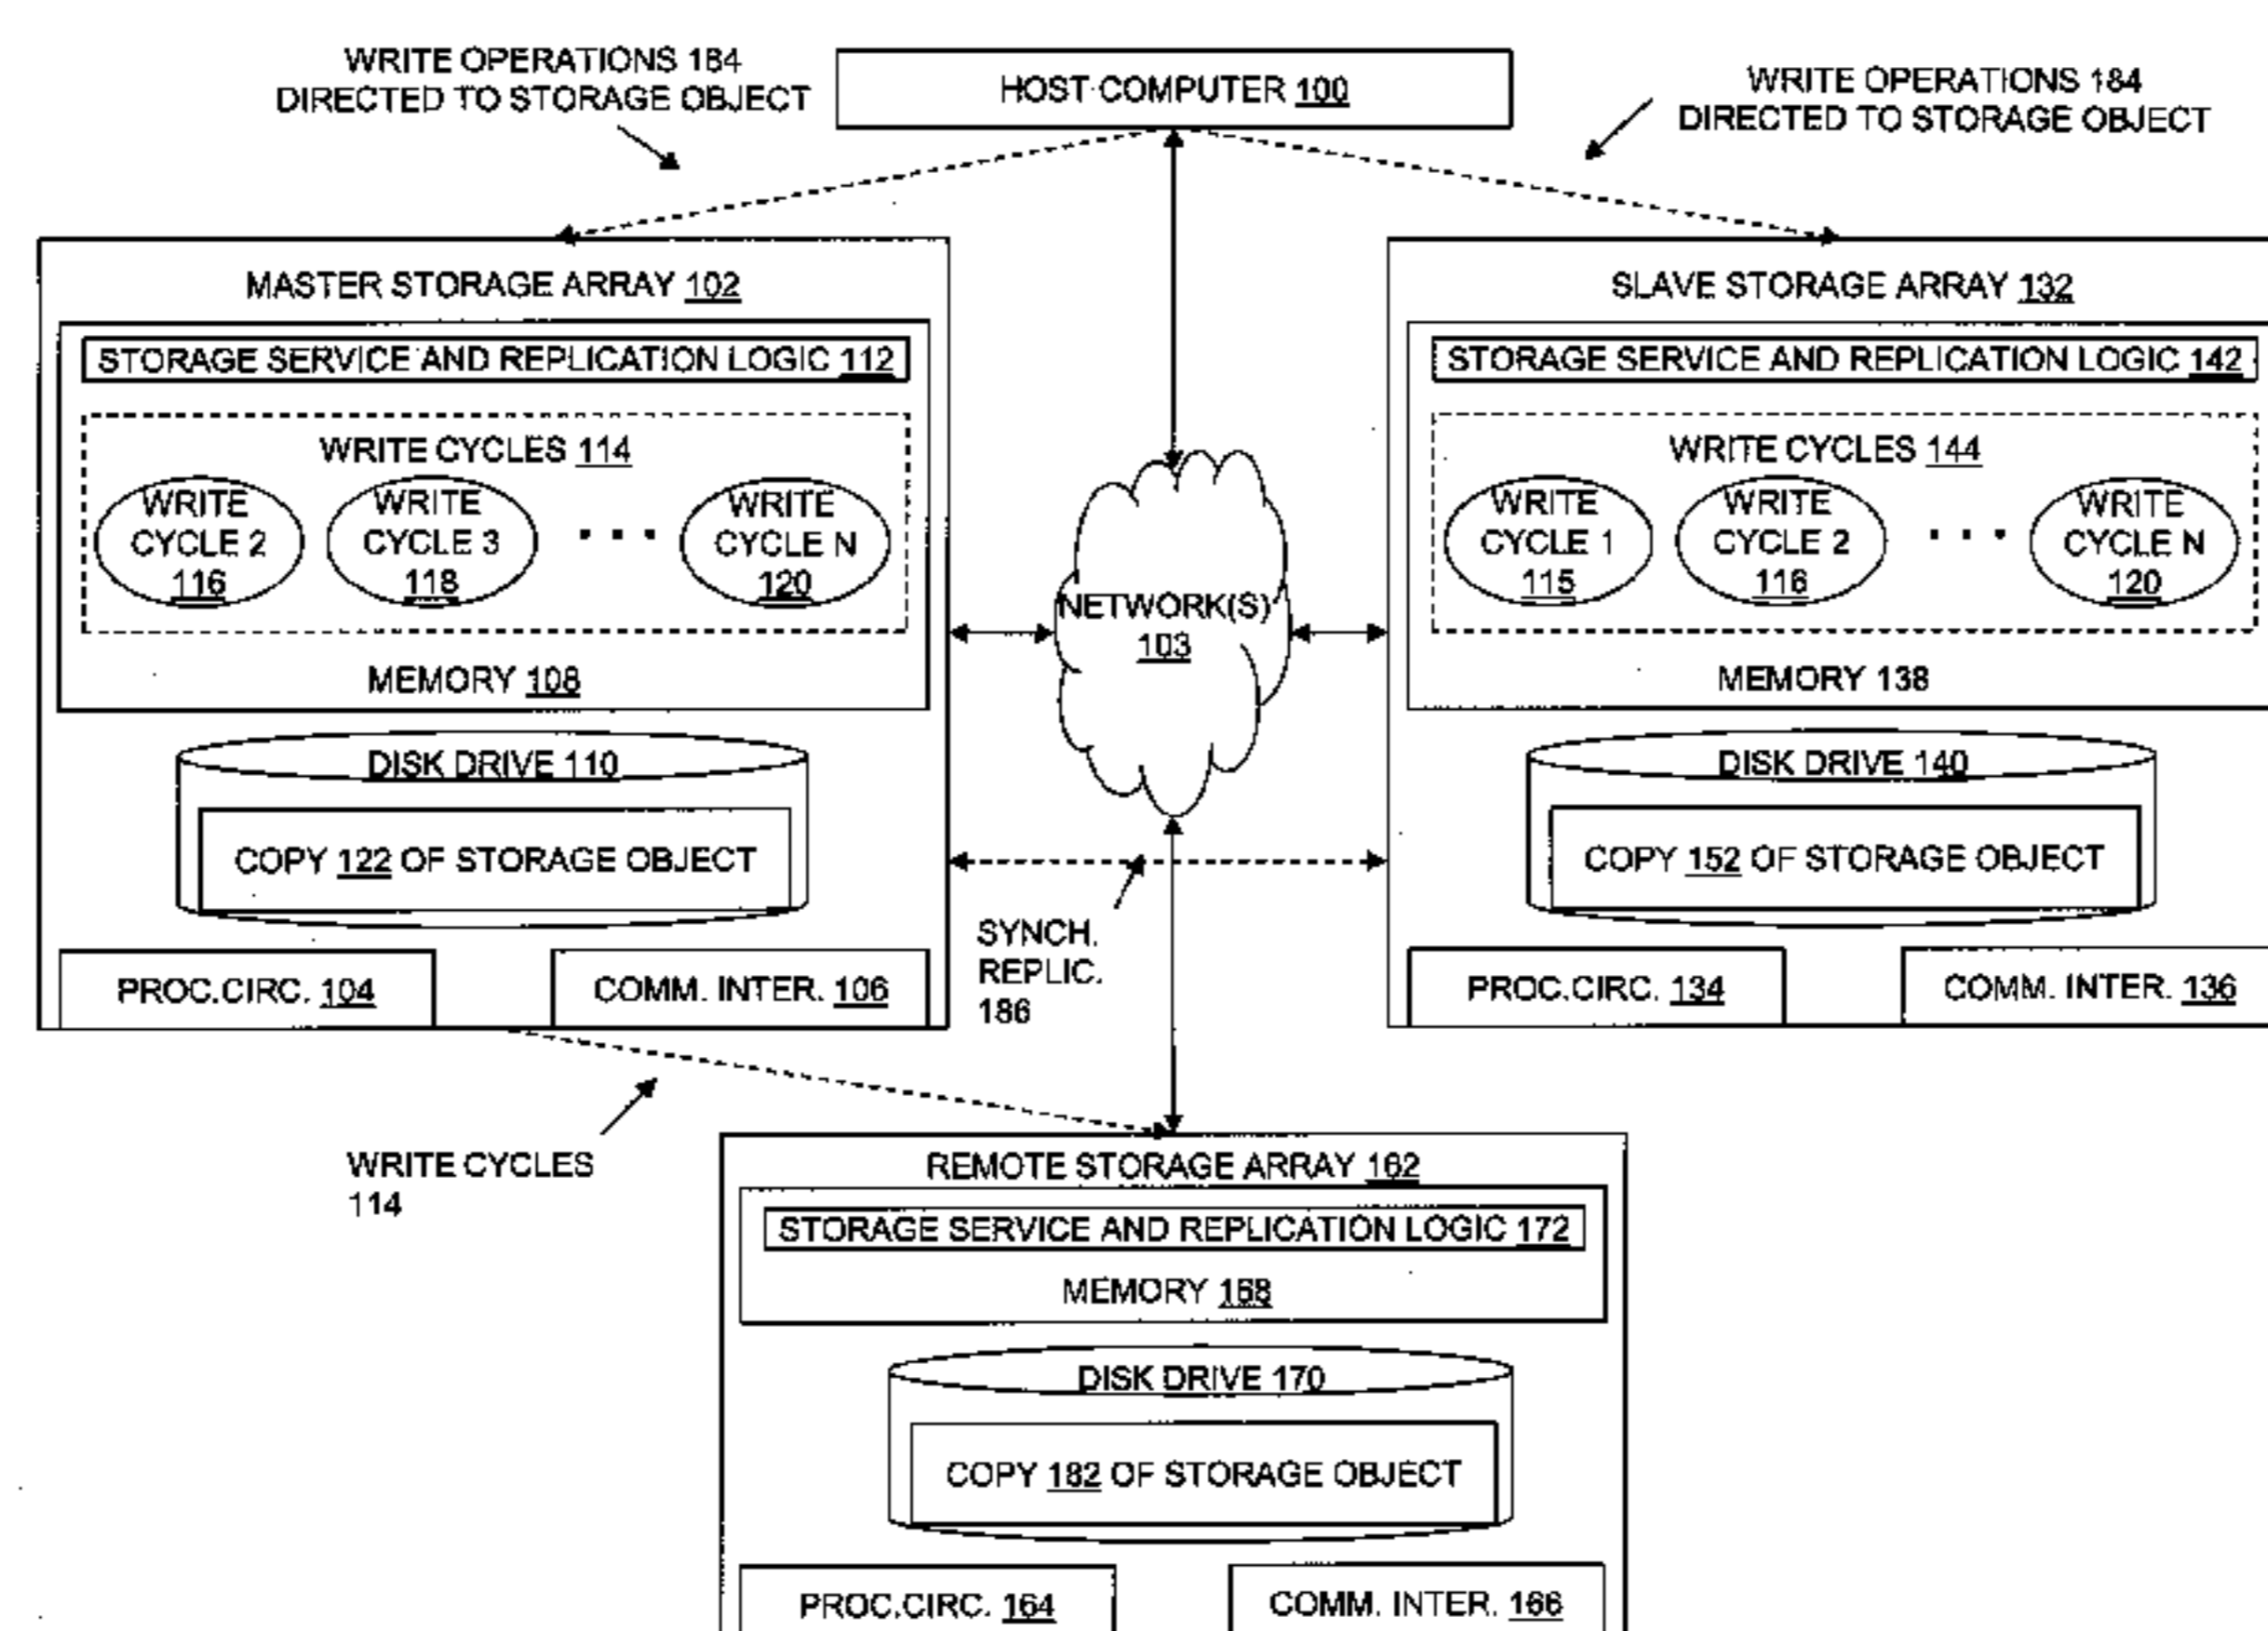 WRITE OPERATIONS 184
DIRECTED TO STORAGE OBJECT
HOST COMPUTER 100
WRITE OPERATIONS 184
DIRECTED TO STORAGE OBJECT
MASTER STORAGE ARRAY 102
STORAGE SERVICE AND REPLICATION LOGIC 112
WRITE CYCLES 114
WRITE
CYCLE 2
116
WRITE
CYCLE 3
118
. . .
WRITE
CYCLE N
120
MEMORY 108
DISK DRIVE 110
COPY 122 OF STORAGE OBJECT
PROC.CIRC. 104
COMM. INTER. 106
NETWORK(S)
103
SYNCH.
REPLIC.
186
SLAVE STORAGE ARRAY 132
STORAGE SERVICE AND REPLICATION LOGIC 142
WRITE CYCLES 144
WRITE
CYCLE 1
115
WRITE
CYCLE 2
116
. . .
WRITE
CYCLE N
120
MEMORY 138
DISK DRIVE 140
COPY 152 OF STORAGE OBJECT
PROC.CIRC. 134
COMM. INTER. 136
WRITE CYCLES
114
REMOTE STORAGE ARRAY 162
STORAGE SERVICE AND REPLICATION LOGIC 172
MEMORY 168
DISK DRIVE 170
COPY 182 OF STORAGE OBJECT
PROC.CIRC. 164
COMM. INTER. 166